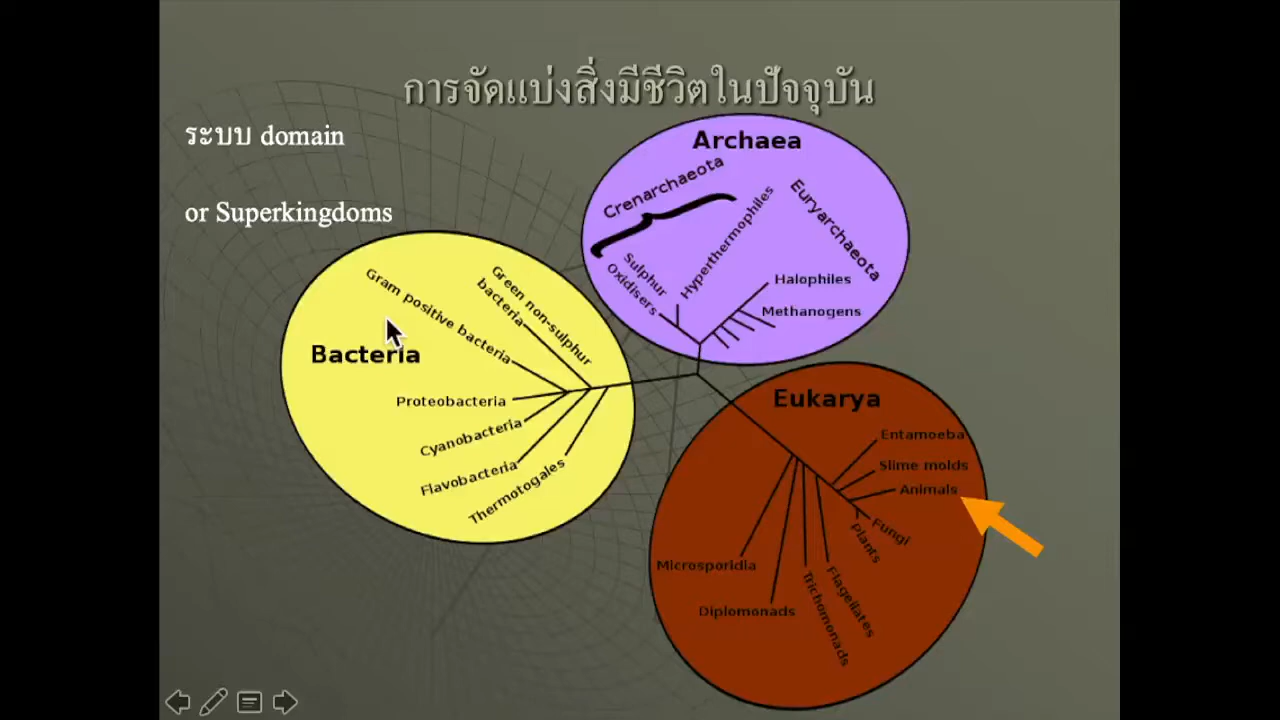 การจัดแบ่งสิ่งมีชีวิตในปัจจุบัน
ระบบ domain
or Superkingdoms
Archaea
Crenarchaeota
Euryarchaeota
Sulphur
Oxidisers
Hyperthermophiles
Halophiles
Methanogens
Bacteria
Gram positive bacteria
Green non-sulphur
bacteria
Proteobacteria
Cyanobacteria
Flavobacteria
Thermotogales
Eukarya
Entamoeba
Slime molds
Animals
Fungi
plants
Flagellates
Trichomonads
Diplomonads
Microsporidia